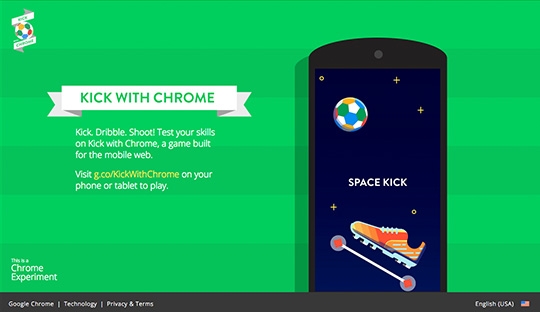 KICK
CHROME
KICK WITH CHROME
Kick. Dribble. Shoot! Test your skills
on Kick with Chrome, a game built
for the mobile web.
Visit g.co/KickWithChrome on your
phone or tablet to play.
SPACE KICK
This is a
Chrome
Experiment
Google Chrome | Technology | Privacy & Terms
English (USA)